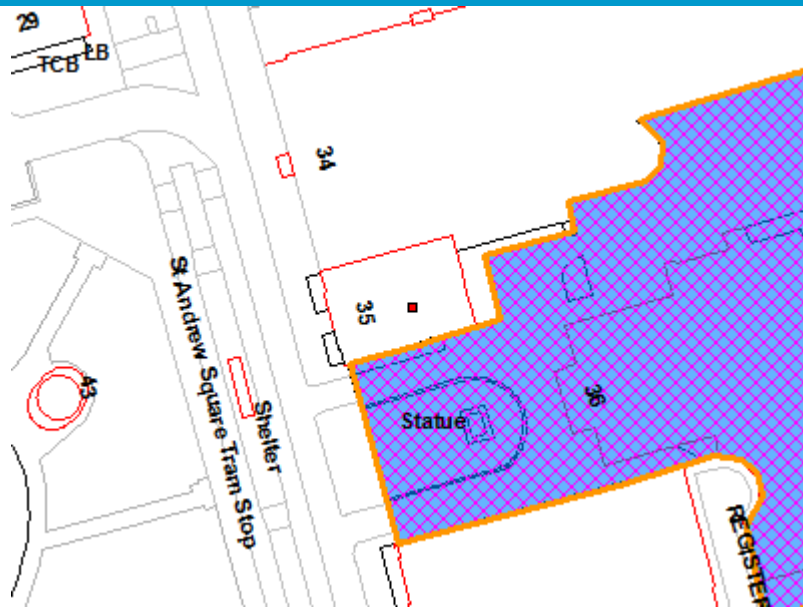 29
TCB
LB
34
35
St Andrew Square Tram Stop
43
Shelter
Statue
36
REGISTER